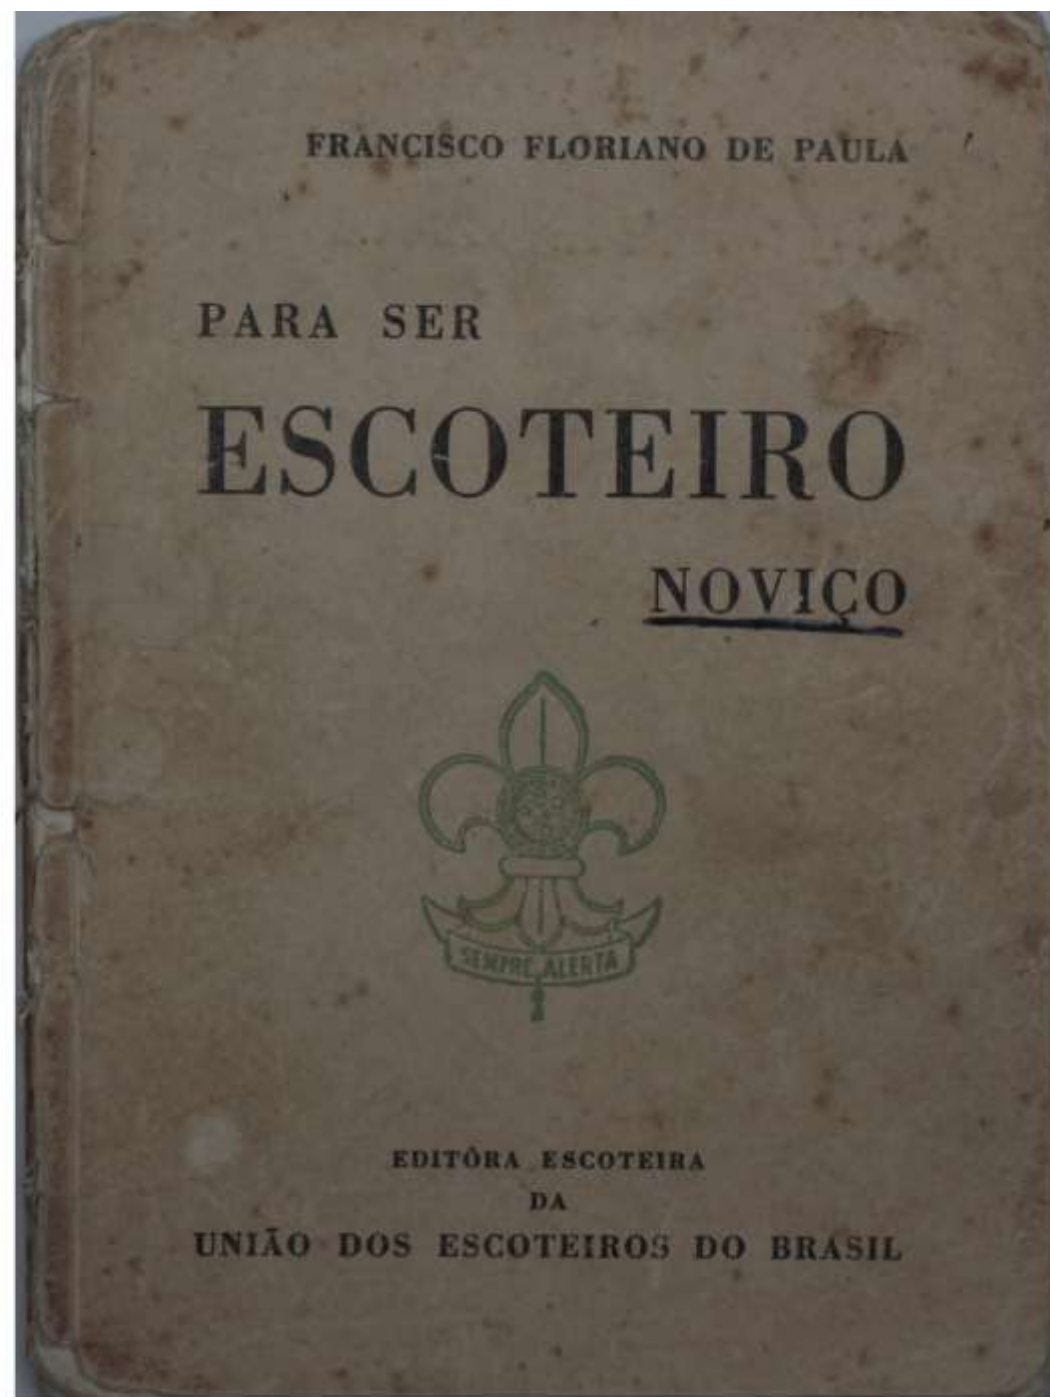 FRANCISCO FLORIANO DE PAULA
PARA SER
ESCOTEIRO
NOVIÇO
SEMPRE ALERTA
EDITÔRA ESCOTEIRA
DA
UNIÃO DOS ESCOTEIROS DO BRASIL